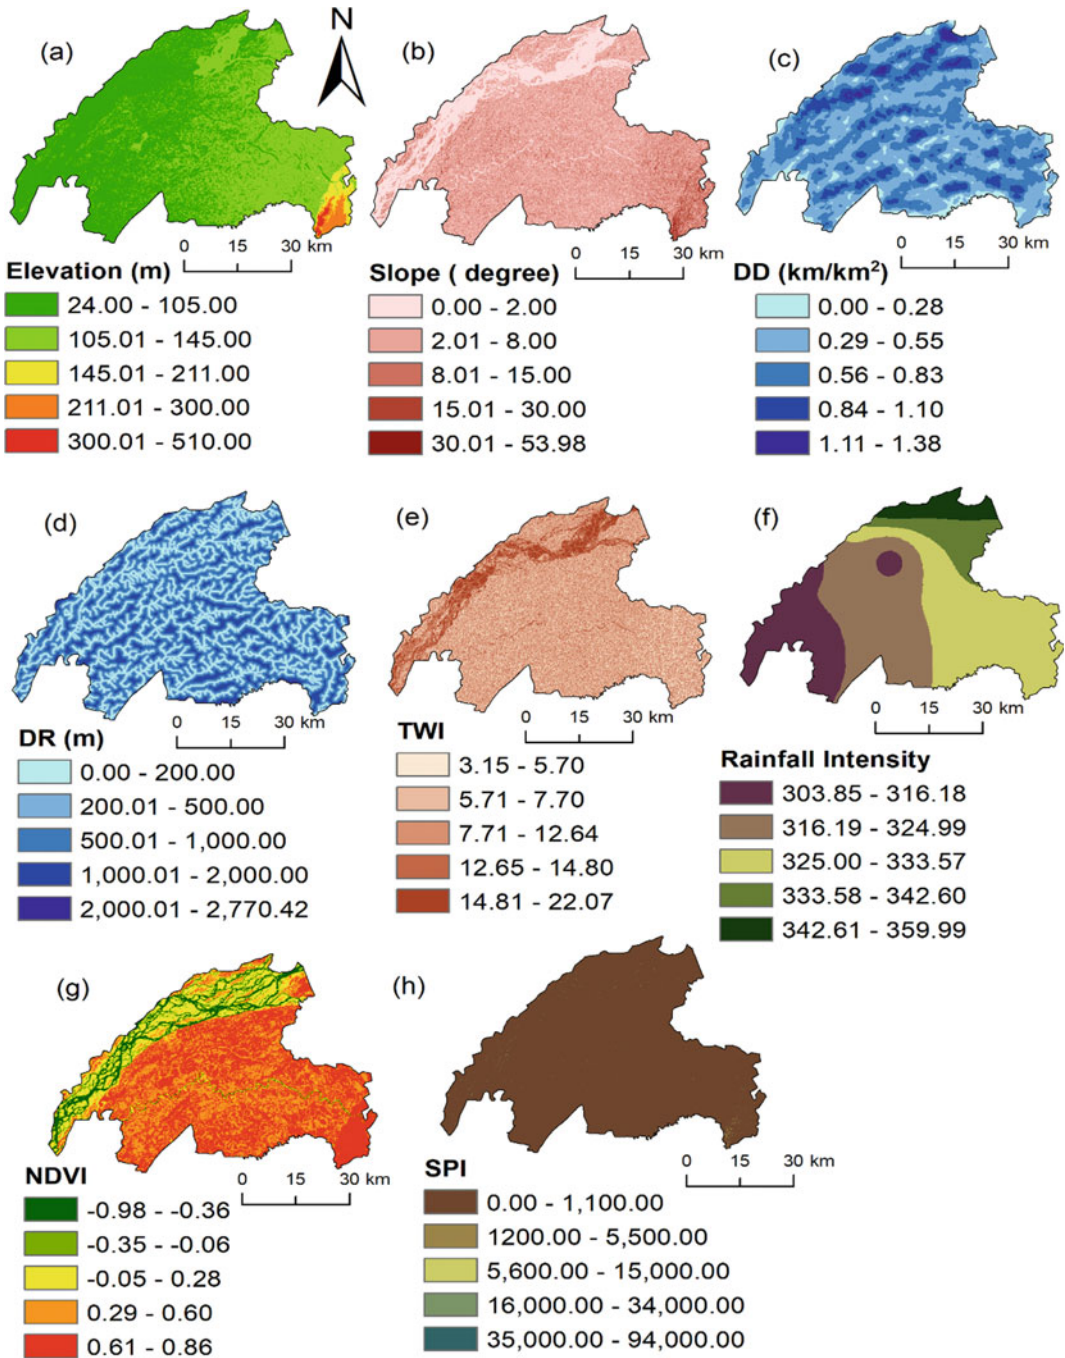 (a)
N
(b)
(c)
0 15 30 km
0 15 30 km
0 15 30 km
Elevation (m)
24.00 - 105.00
105.01 - 145.00
145.01 - 211.00
211.01 - 300.00
300.01 - 510.00
Slope ( degree)
0.00 - 2.00
2.01 - 8.00
8.01 - 15.00
15.01 - 30.00
30.01 - 53.98
DD (km/km²)
0.00 - 0.28
0.29 - 0.55
0.56 - 0.83
0.84 - 1.10
1.11 - 1.38
(d)
(e)
(f)
0 15 30 km
0 15 30 km
0 15 30 km
DR (m)
0.00 - 200.00
200.01 - 500.00
500.01 - 1,000.00
1,000.01 - 2,000.00
2,000.01 - 2,770.42
TWI
3.15 - 5.70
5.71 - 7.70
7.71 - 12.64
12.65 - 14.80
14.81 - 22.07
Rainfall Intensity
303.85 - 316.18
316.19 - 324.99
325.00 - 333.57
333.58 - 342.60
342.61 - 359.99
(g)
(h)
0 15 30 km
0 15 30 km
NDVI
-0.98 - -0.36
-0.35 - -0.06
-0.05 - 0.28
0.29 - 0.60
0.61 - 0.86
SPI
0.00 - 1,100.00
1200.00 - 5,500.00
5,600.00 - 15,000.00
16,000.00 - 34,000.00
35,000.00 - 94,000.00